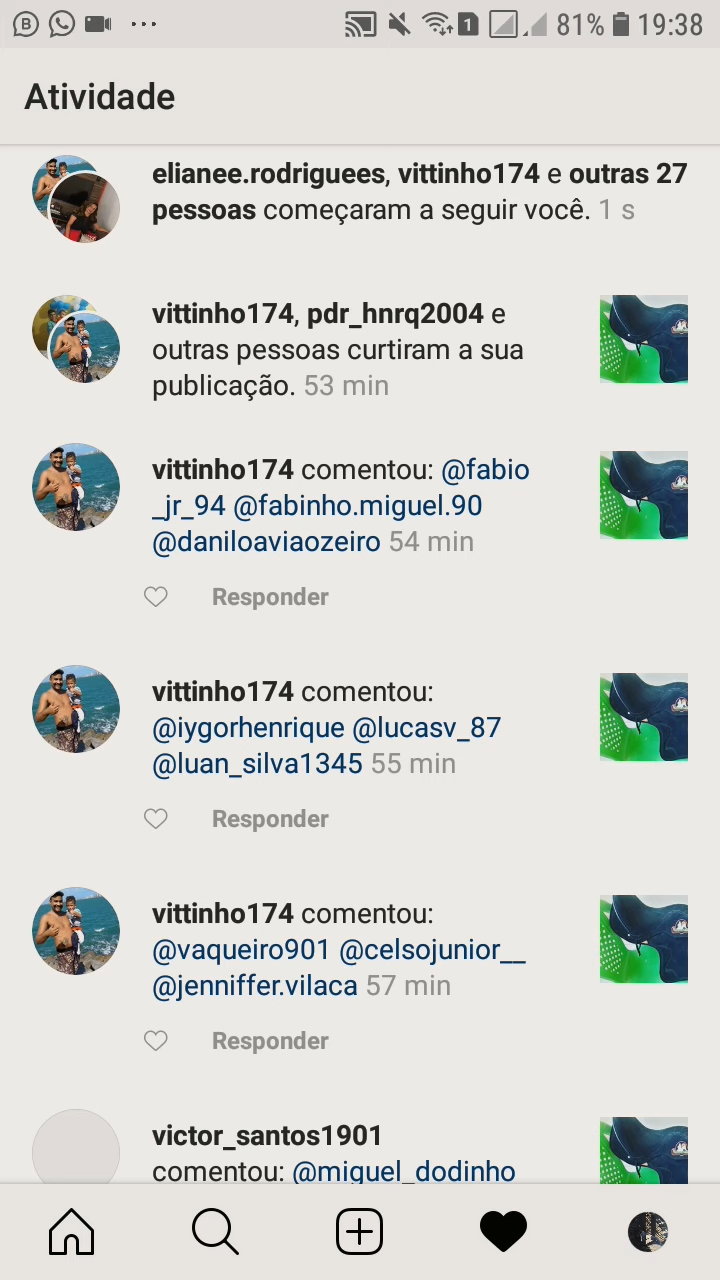 81% 19:38
Atividade
elianee.rodriguees, vittinho174 e outras 27
pessoas começaram a seguir você. 1 s
vittinho174, pdr_hnrq2004 e
outras pessoas curtiram a sua
publicação. 53 min
vittinho174 comentou: @fabio
_jr_94 @fabinho.miguel.90
@daniloaviaozeiro 54 min
Responder
vittinho174 comentou:
@iygorhenrique @lucasv_87
@luan_silva1345 55 min
Responder
vittinho174 comentou:
@vaqueiro901 @celsojunior__
@jenniffer.vilaca 57 min
Responder
victor_santos1901
comentou: @miguel_dodinho